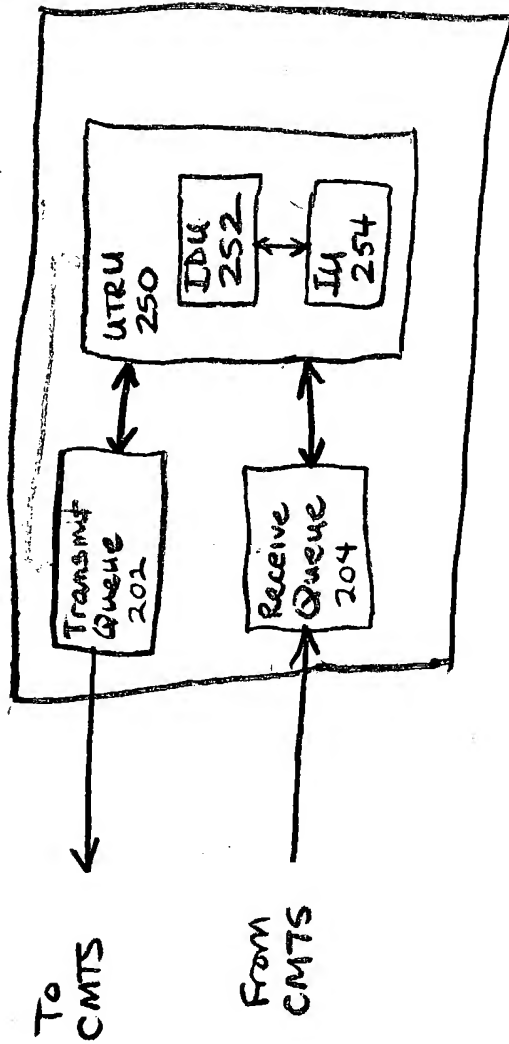 To
CMTS
From
CMTS
Transmit
Queue
202
Receive
Queue
204
UTRU
250
IDU
252
IU
254